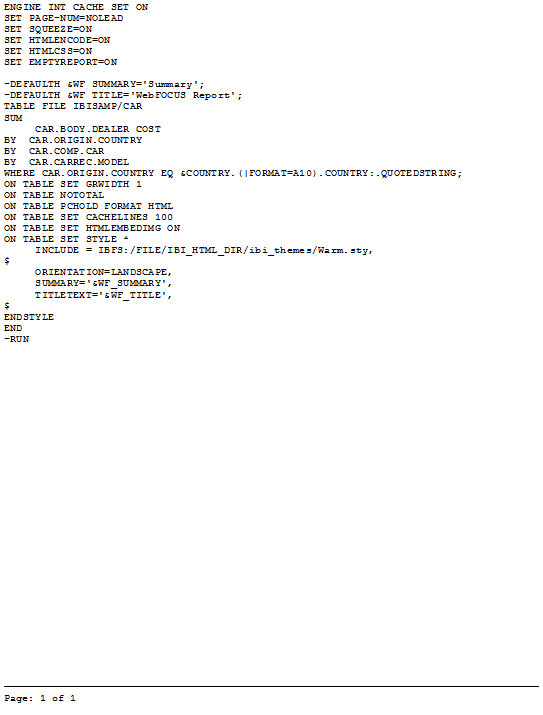 ENGINE INT CACHE SET ON
SET PAGE-NUM=NOLEAD
SET SQUEEZE=ON
SET HTMLENCODE=ON
SET HTMLCSS=ON
SET EMPTYREPORT=ON
-DEFAULTH &WF_SUMMARY='Summary';
-DEFAULTH &WF_TITLE='WebFOCUS Report';
TABLE FILE IBISAMP/CAR
SUM
CAR.BODY.DEALER_COST
BY CAR.ORIGIN.COUNTRY
BY CAR.COMP.CAR
BY CAR.CARREC.MODEL
WHERE CAR.ORIGIN.COUNTRY EQ &COUNTRY.(|FORMAT=A10).COUNTRY:.QUOTEDSTRING;
ON TABLE SET GRWIDTH 1
ON TABLE NOTOTAL
ON TABLE PCHOLD FORMAT HTML
ON TABLE SET CACHELINES 100
ON TABLE SET HTMLEMBEDIMG ON
ON TABLE SET STYLE *
INCLUDE = IBFS:/FILE/IBI_HTML_DIR/ibi_themes/Warm.sty,
$
ORIENTATION=LANDSCAPE,
SUMMARY='&WF_SUMMARY',
TITLETEXT='&WF_TITLE',
$
ENDSTYLE
END
-RUN
Page: 1 of 1